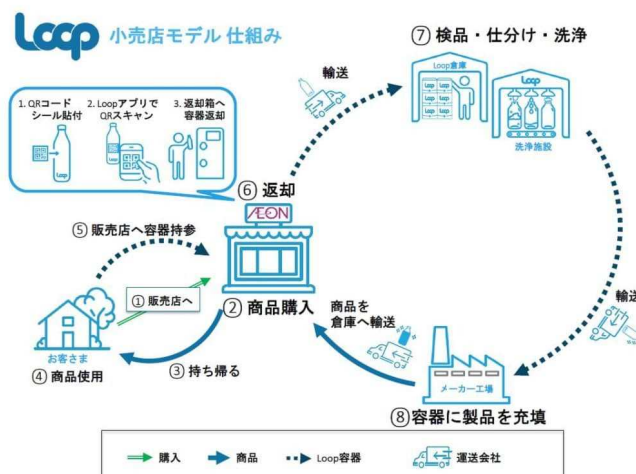 Loop 小売店モデル 仕組み
1. QRコード
シール貼付
2. Loopアプリで
QRスキャン
3. 返却箱へ
容器返却
Loop
輸送
⑦ 検品・仕分け・洗浄
Loop倉庫
Loop
洗浄施設
⑥ 返却
ÆON
⑤ 販売店へ容器持参
① 販売店へ
② 商品購入
お客さま
④ 商品使用
③ 持ち帰る
商品を
倉庫へ輸送
輸送
メーカー工場
⑧容器に製品を充填
購入
商品
Loop容器
運送会社